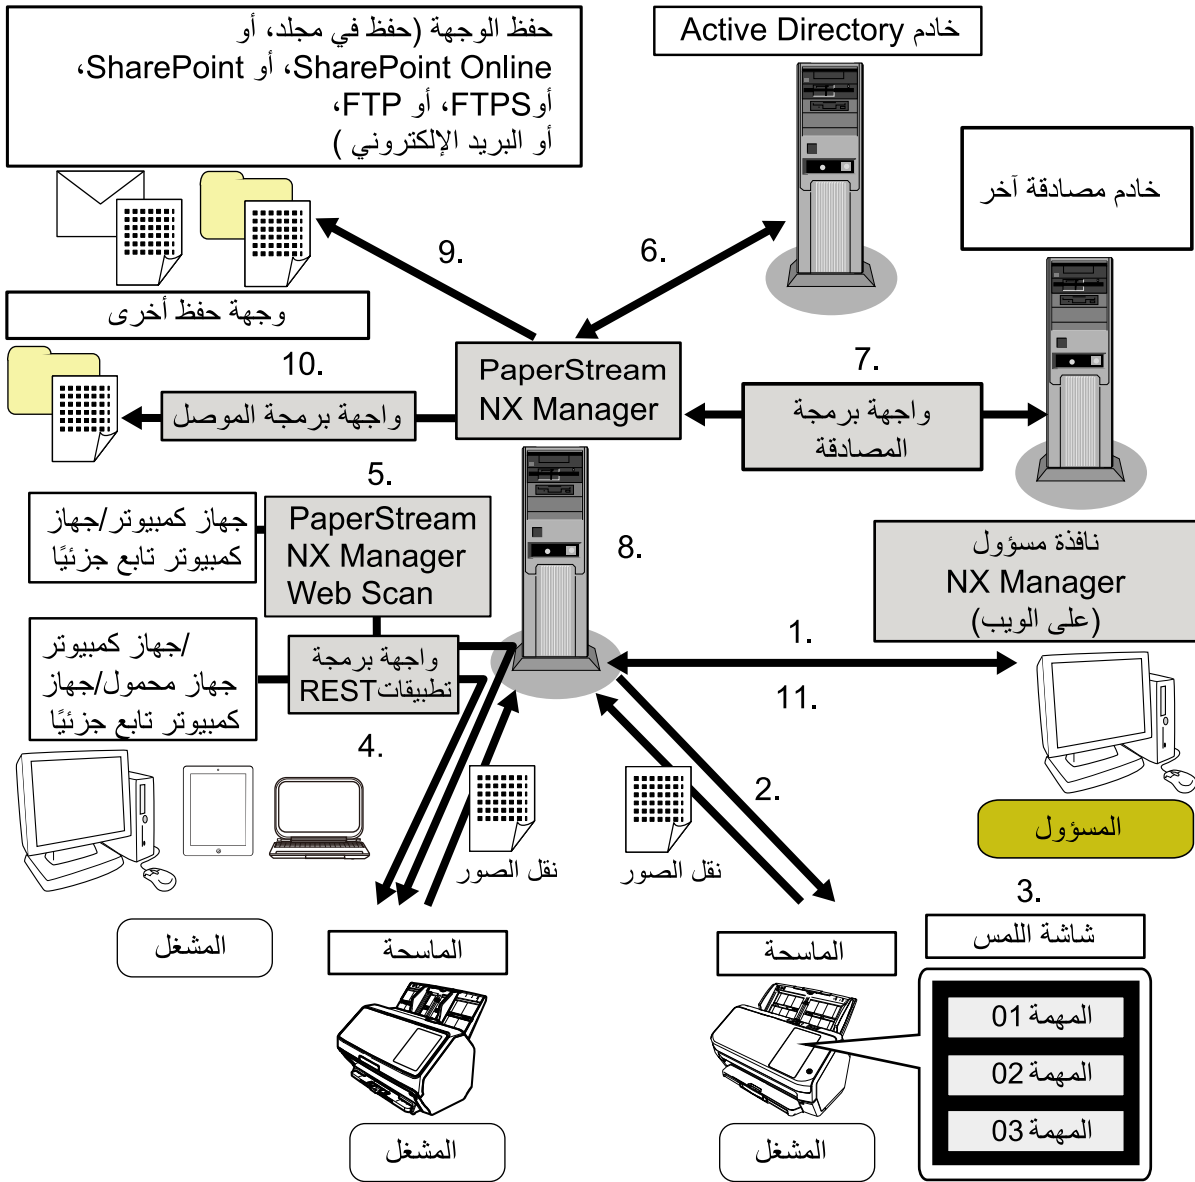 حفظ الوجهة (حفظ في مجلد، أو
SharePoint Online، أو SharePoint،
أوFTPS، أو FTP،
أو البريد الإلكتروني )
خادم Active Directory
خادم مصادقة آخر
9.
6.
وجهة حفظ أخرى
10.
واجهة برمجة الموصل
PaperStream
NX Manager
7.
واجهة برمجة
المصادقة
5.
جهاز كمبيوتر/جهاز
كمبيوتر تابع جزئيًا
PaperStream
NX Manager
Web Scan
8.
نافذة مسؤول
NX Manager
(على الويب)
/جهاز كمبيوتر
جهاز محمول/جهاز
كمبيوتر تابع جزئيًا
واجهة برمجة
تطبيقاتREST
1.
11.
4.
2.
المسؤول
نقل الصور
نقل الصور
3.
المشغل
الماسحة
الماسحة
شاشة اللمس
المهمة 01
المهمة 02
المهمة 03
المشغل
المشغل